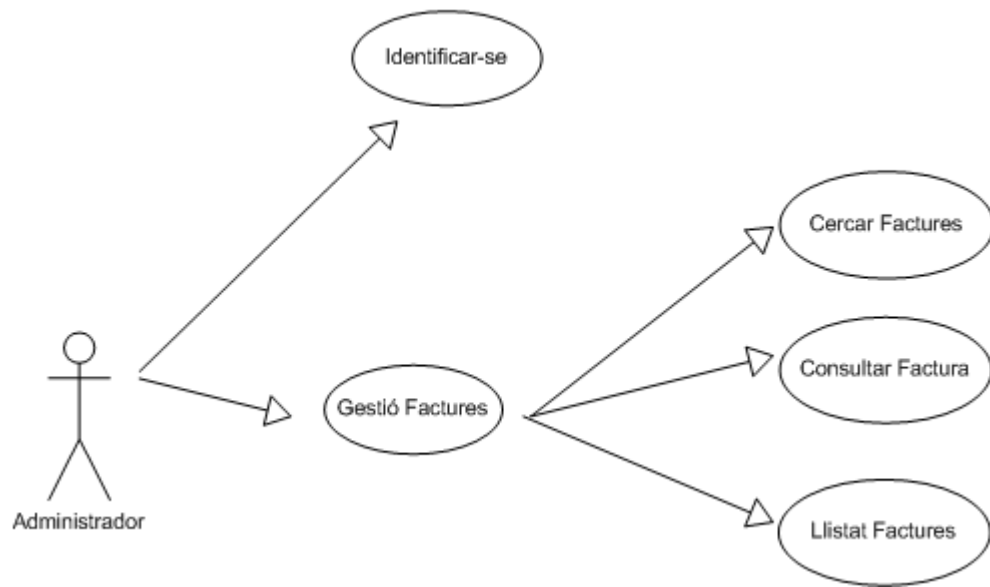 Identificar-se
Cercar Factures
Consultar Factura
Gestió Factures
Llistat Factures
Administrador